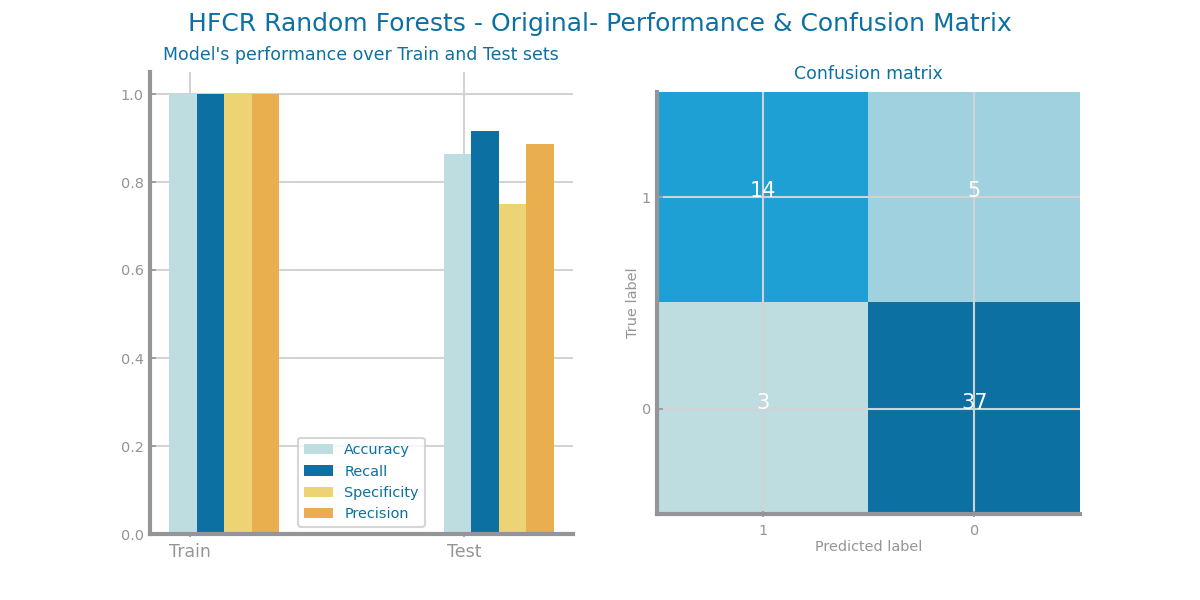 HFCR Random Forests - Original- Performance & Confusion Matrix
Model's performance over Train and Test sets
1.0
0.8
0.6
0.4
0.2
0.0
Train
Test
Accuracy
Recall
Specificity
Precision
Confusion matrix
True label
1
0
14
5
3
37
1
0
Predicted label